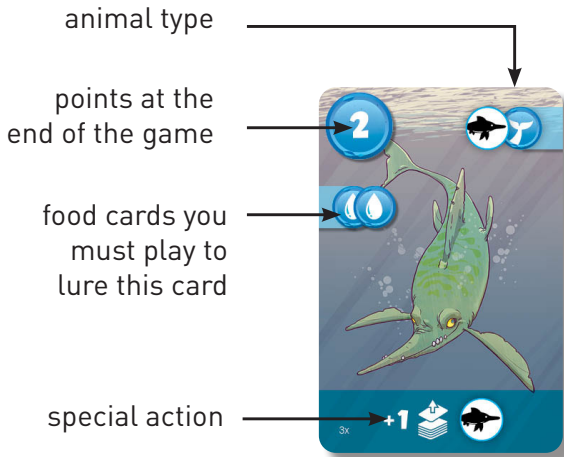 animal type
points at the
end of the game
2
food cards you
must play to
lure this card
special action
3x
+1